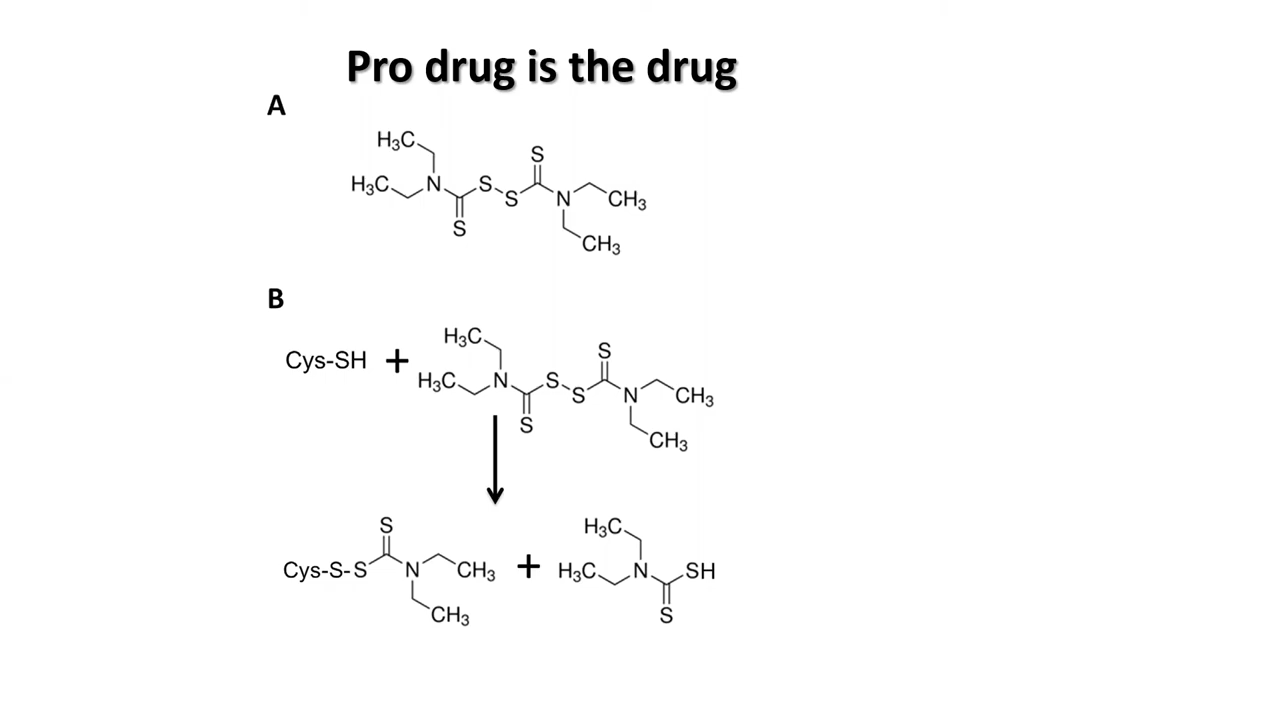 Pro drug is the drug
A
H₃C
S
H₃C N S S N CH₃
S
CH₃
B
H₃C
S
Cys-SH + H₃C N S S N CH₃
S
CH₃
S
H₃C
Cys-S-S N CH₃ + H₃C N SH
CH₃
S